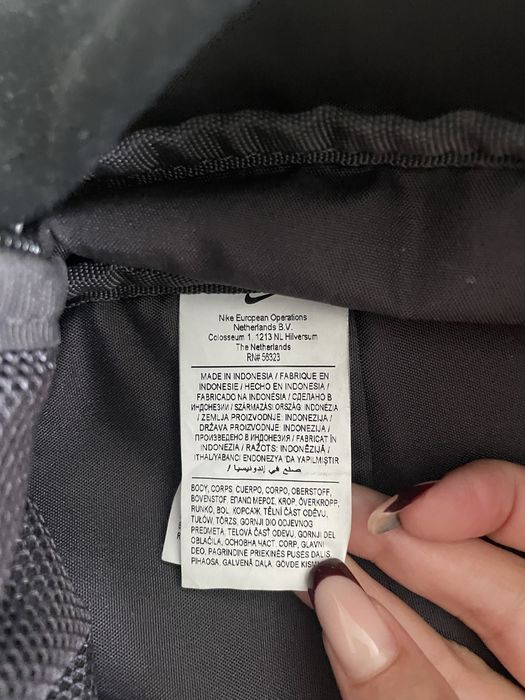 Nike European Operations
Netherlands B.V.
Colosseum 1, 1213 NL Hilversum
The Netherlands
RN# 56323
MADE IN INDONESIA / FABRIQUE EN
INDONESIE / HECHO EN INDONESIA /
FABRICADO NA INDONÉSIA / СДЕЛАНО В
ИНДОНЕЗИИ / SZÁRMAZÁSI ORSZÁG: INDONÉZIA
/ ZEMLJA PROIZVODNJE: INDONEZIJA /
DRŽAVA PROIZVODNJE: INDONEZIJA /
ПРОИЗВЕДЕНО В ИНДОНЕЗИЯ / FABRICAT ÎN
INDONEZIA / RAŽOTS: INDONĒZIJĀ /
ITHALYABANCI ENDONEZYA DA YAPILMIŞTIR
/ صنع في إندونيسيا
BODY, CORPS, CUERPO, CORPO, OBERSTOFF,
BOVENSTOF, ΕΠΑΝΩ ΜΕΡΟΣ, KROP, ÖVERKROPP,
RUNKO, BOL, КОРСАЖ, TĚLNÍ ČÁST ODĚVU,
TUŁÓW, TÖRZS, GORNJI DIO ODJEVNOG
PREDMETA, TELOVÁ ČASŤ ODEVU, GORNJI DEL
OBLAČILA, ОСНОВНА ЧАСТ, CORP, GLAVNI
DEO, PAGRINDINĖ PRIEKINĖS PUSĖS DALIS,
PIHAOSA, GALVENĀ DAĻA, GÖVDE